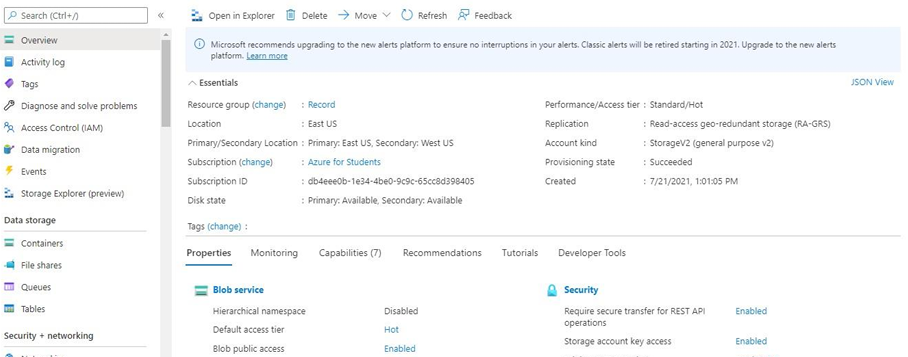 Search (Ctrl+/) «
Open in Explorer Delete Move Refresh Feedback
Overview
Activity log
Tags
Diagnose and solve problems
Access Control (IAM)
Data migration
Events
Storage Explorer (preview)
Data storage
Containers
File shares
Queues
Tables
Security + networking
Microsoft recommends upgrading to the new alerts platform to ensure no interruptions in your alerts. Classic alerts will be retired starting in 2021. Upgrade to the new alerts
platform. Learn more
Essentials JSON View
Resource group (change) : Record
Location : East US
Primary/Secondary Location : Primary: East US, Secondary: West US
Subscription (change) : Azure for Students
Subscription ID : db4eee0b-1e34-4be0-9c9c-65cc8d398405
Disk state : Primary: Available, Secondary: Available
Performance/Access tier : Standard/Hot
Replication : Read-access geo-redundant storage (RA-GRS)
Account kind : StorageV2 (general purpose v2)
Provisioning state : Succeeded
Created : 7/21/2021, 1:01:05 PM
Tags (change) :
Properties Monitoring Capabilities (7) Recommendations Tutorials Developer Tools
Blob service
Hierarchical namespace Disabled
Default access tier Hot
Blob public access Enabled
Security
Require secure transfer for REST API Enabled
operations
Storage account key access Enabled